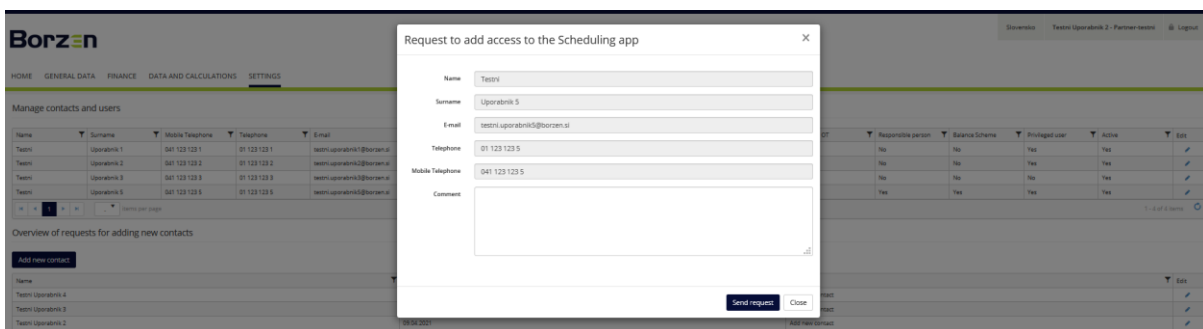 Slovensko Testni Uporabnik 2 - Partner-testni Logout
Borzen
HOME GENERAL DATA FINANCE DATA AND CALCULATIONS SETTINGS
Request to add access to the Scheduling app ×
Name Testni
Surname Uporabnik 5
E-mail testni.uporabnik5@borzen.si
Telephone 01 123 123 5
Mobile Telephone 041 123 123 5
Comment
Send request Close
Manage contacts and users
Name Surname Mobile Telephone Telephone E-mail OT Responsible person Balance Scheme Privileged user Active Edit
Testni Uporabnik 1 041 123 123 1 01 123 123 1 testni.uporabnik1@borzen.si No No Yes Yes
Testni Uporabnik 2 041 123 123 2 01 123 123 2 testni.uporabnik2@borzen.si No No Yes Yes
Testni Uporabnik 3 041 123 123 3 01 123 123 3 testni.uporabnik3@borzen.si No No No Yes
Testni Uporabnik 5 041 123 123 5 01 123 123 5 testni.uporabnik5@borzen.si Yes Yes Yes Yes
1 items per page 1 - 4 of 4 items
Overview of requests for adding new contacts
Add new contact
Name Edit
Testni Uporabnik 4 ntact
Testni Uporabnik 3 ntact
Testni Uporabnik 2 09.04.2021 Add new contact